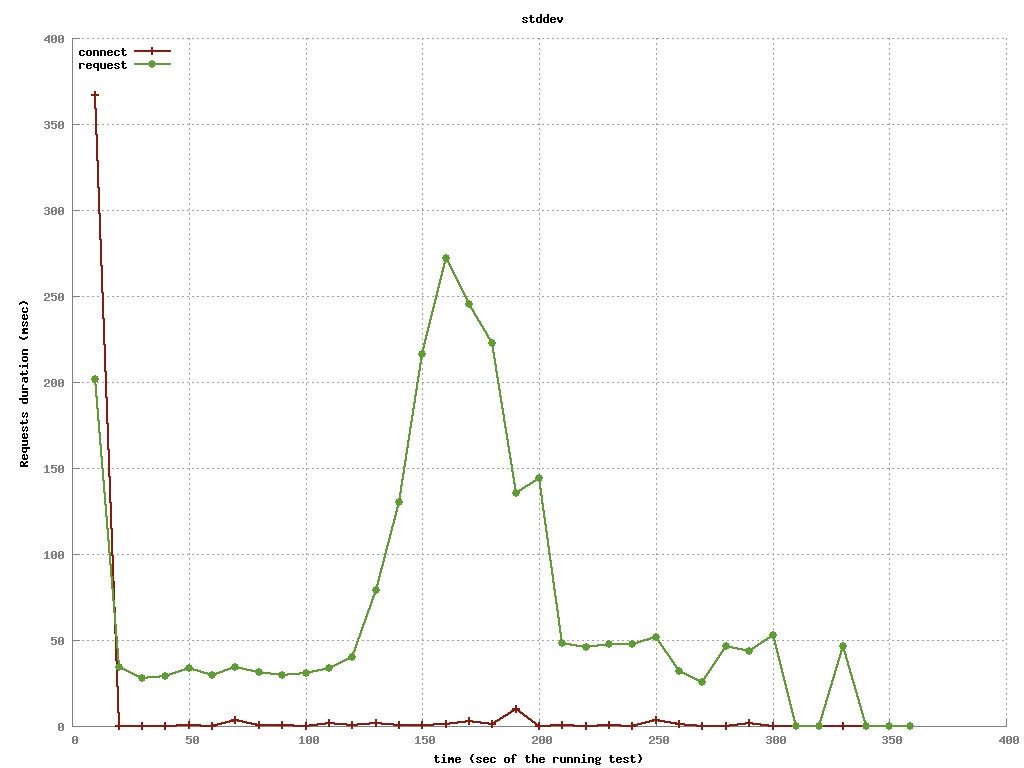 stddev
connect
request
400
350
300
250
200
150
100
50
0
Requests duration (msec)
0 50 100 150 200 250 300 350 400
time (sec of the running test)